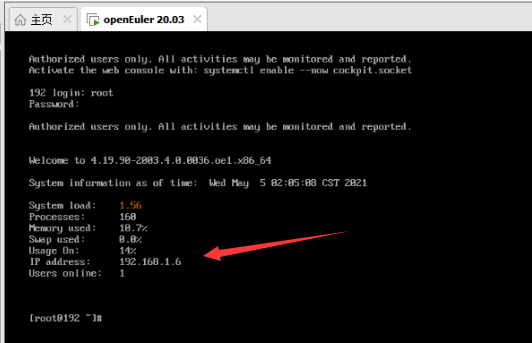 主页
openEuler 20.03
Authorized users only. All activities may be monitored and reported.
Activate the web console with: systemctl enable --now cockpit.socket
192 login: root
Password:
Authorized users only. All activities may be monitored and reported.
Welcome to 4.19.90-2003.4.0.0036.oe1.x86_64
System information as of time:  Wed May  5 02:05:08 CST 2021
System load:    1.56
Processes:      160
Memory used:    10.7%
Swap used:      0.0%
Usage On:       14%
IP address:     192.168.1.6
Users online:   1
[root@192 ~]#